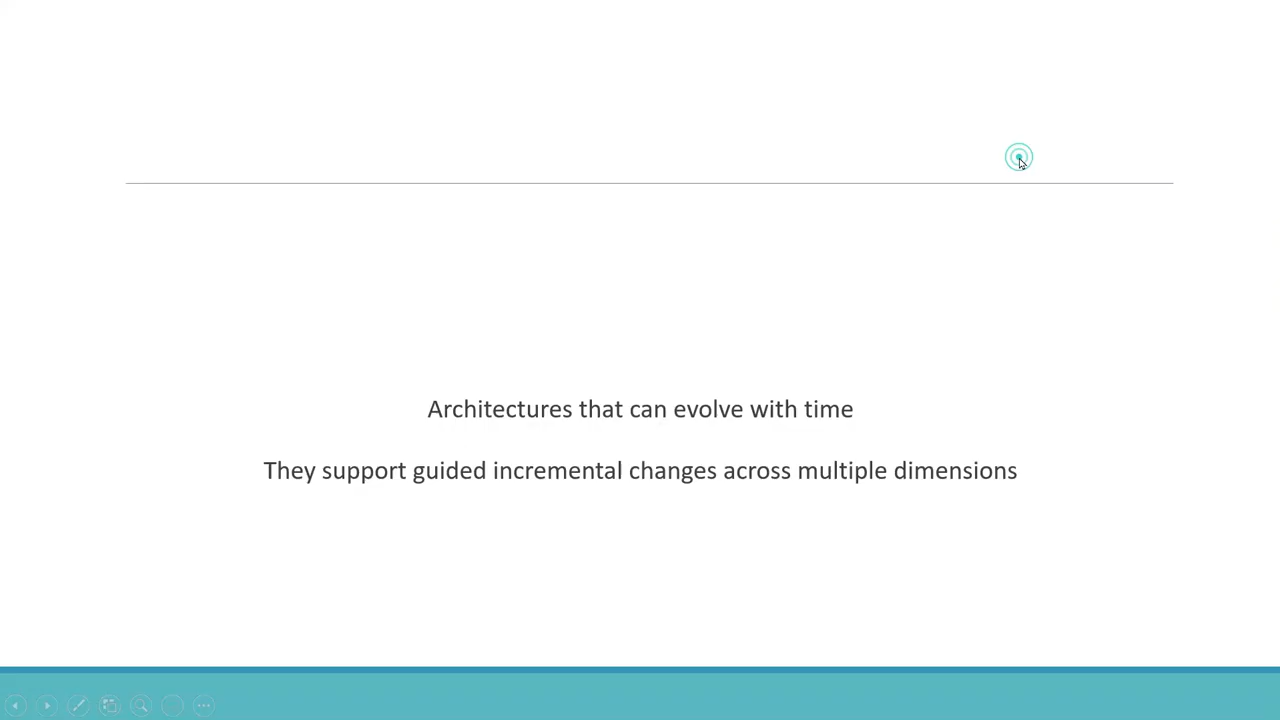 Architectures that can evolve with time
They support guided incremental changes across multiple dimensions